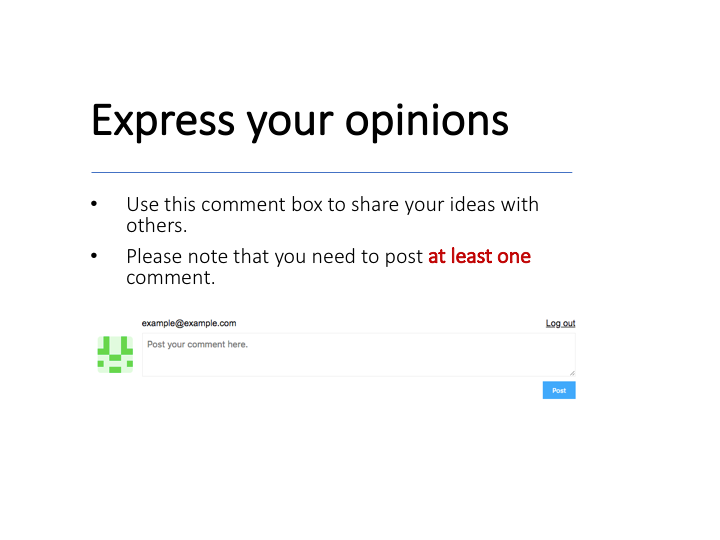 Express your opinions
• Use this comment box to share your ideas with
others.
• Please note that you need to post at least one
comment.
example@example.com Log out
Post your comment here.
Post